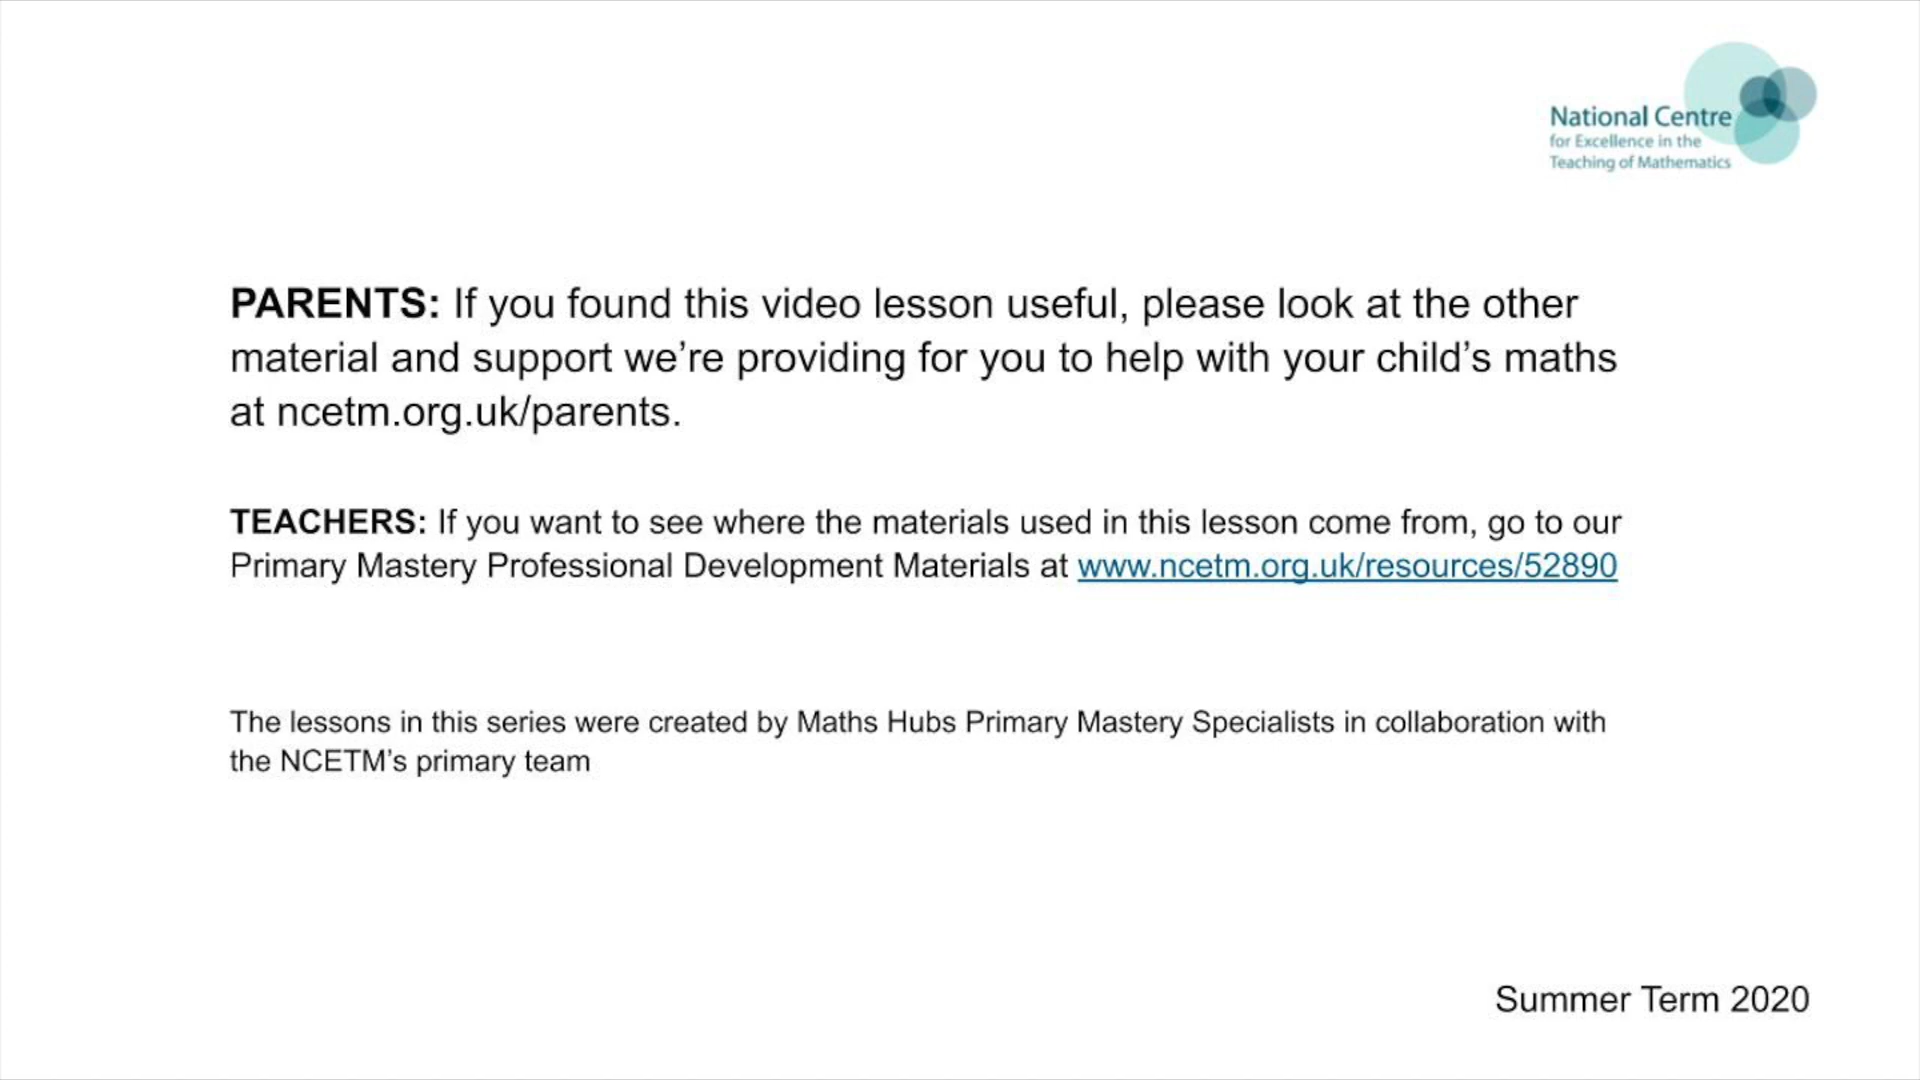 National Centre
for Excellence in the
Teaching of Mathematics
PARENTS: If you found this video lesson useful, please look at the other
material and support we’re providing for you to help with your child’s maths
at ncetm.org.uk/parents.
TEACHERS: If you want to see where the materials used in this lesson come from, go to our
Primary Mastery Professional Development Materials at www.ncetm.org.uk/resources/52890
The lessons in this series were created by Maths Hubs Primary Mastery Specialists in collaboration with
the NCETM’s primary team
Summer Term 2020